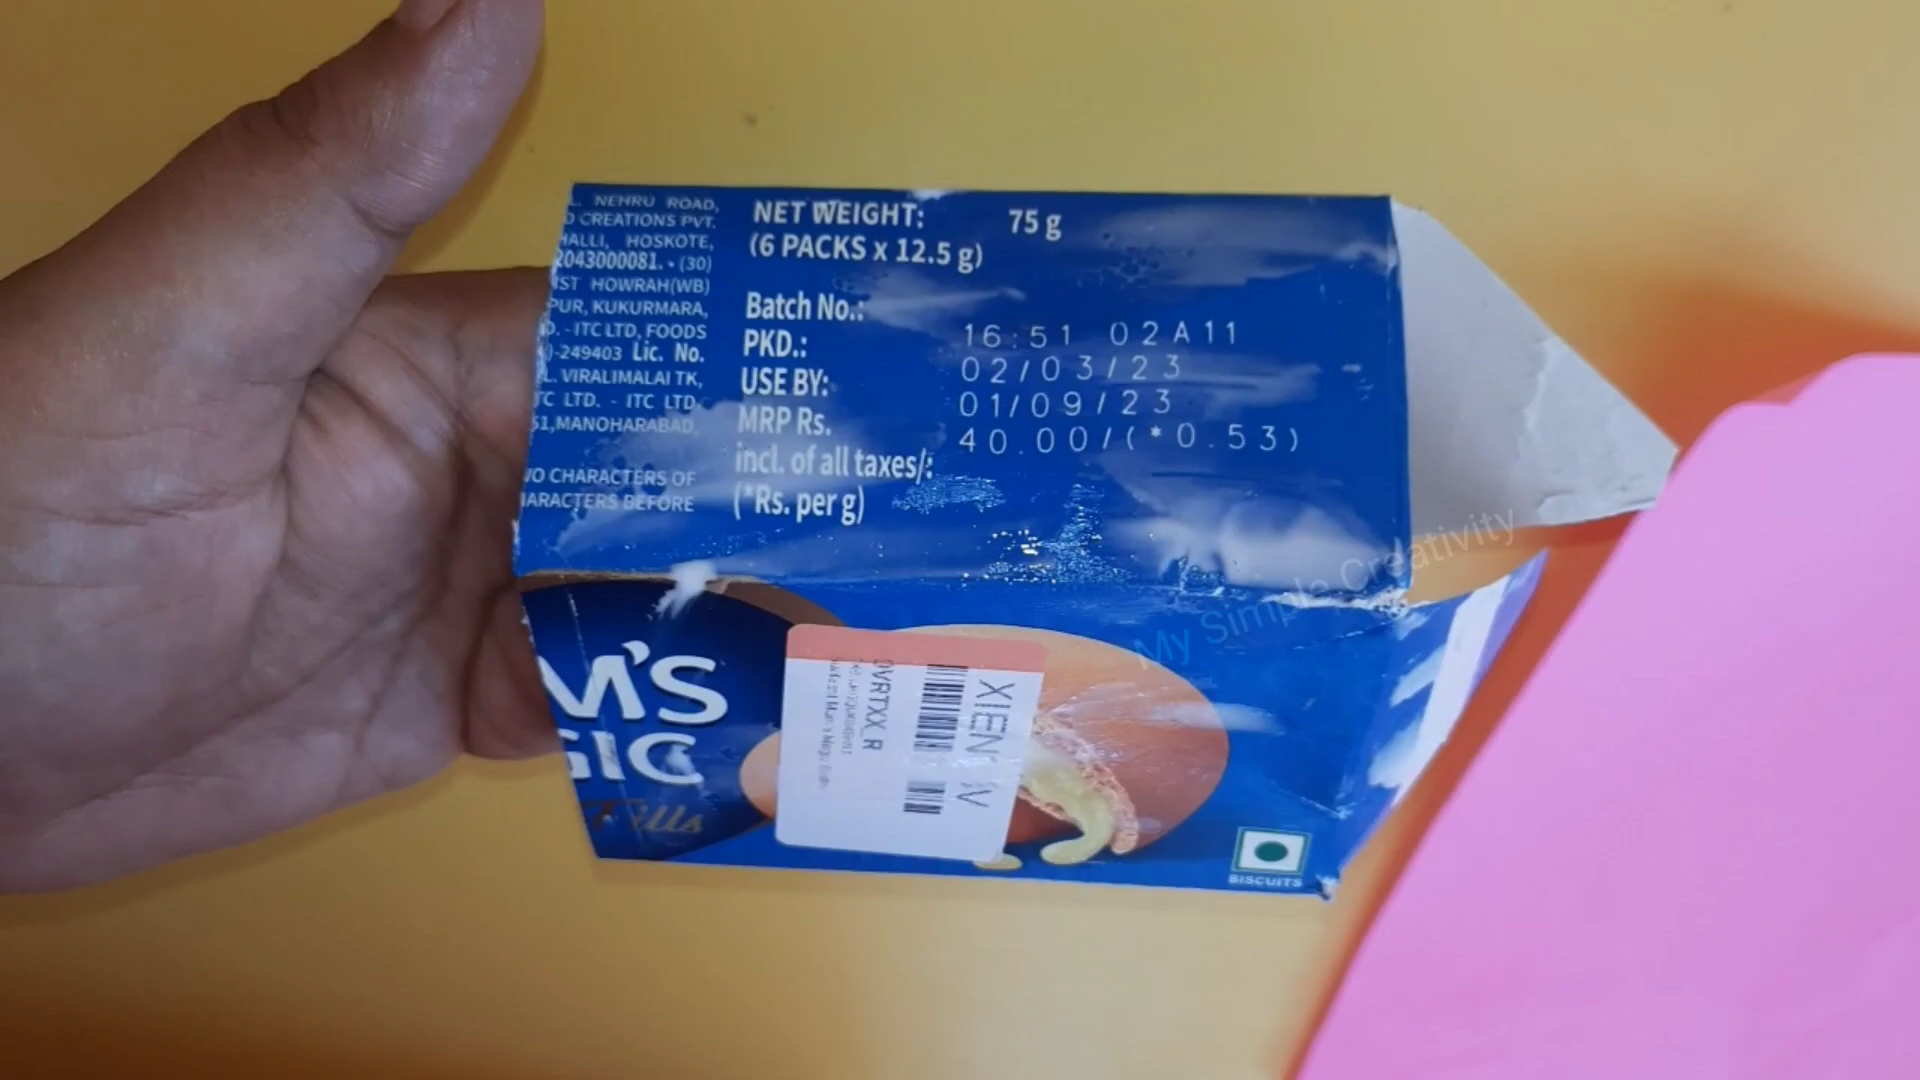 L. NEHRU ROAD,
CREATIONS PVT.
HALLI, HOSKOTE,
2043000081. • (30)
IST HOWRAH(WB)
PUR, KUKURMARA,
D. - ITC LTD, FOODS
)-249403 Lic. No.
L. VIRALIMALAI TK,
TC LTD. - ITC LTD.
51,MANOHARABAD,
WO CHARACTERS OF
ARACTERS BEFORE
NET WEIGHT: 75 g
(6 PACKS x 12.5 g)
Batch No.: 16:51 02A11
PKD.: 02/03/23
USE BY: 01/09/23
MRP Rs. 40.00/(*0.53)
incl. of all taxes/:
(*Rs. per g)
M'S
GIC
Fills
XIEN
QVRTXX_R
BISCUITS
My Simple Creativity